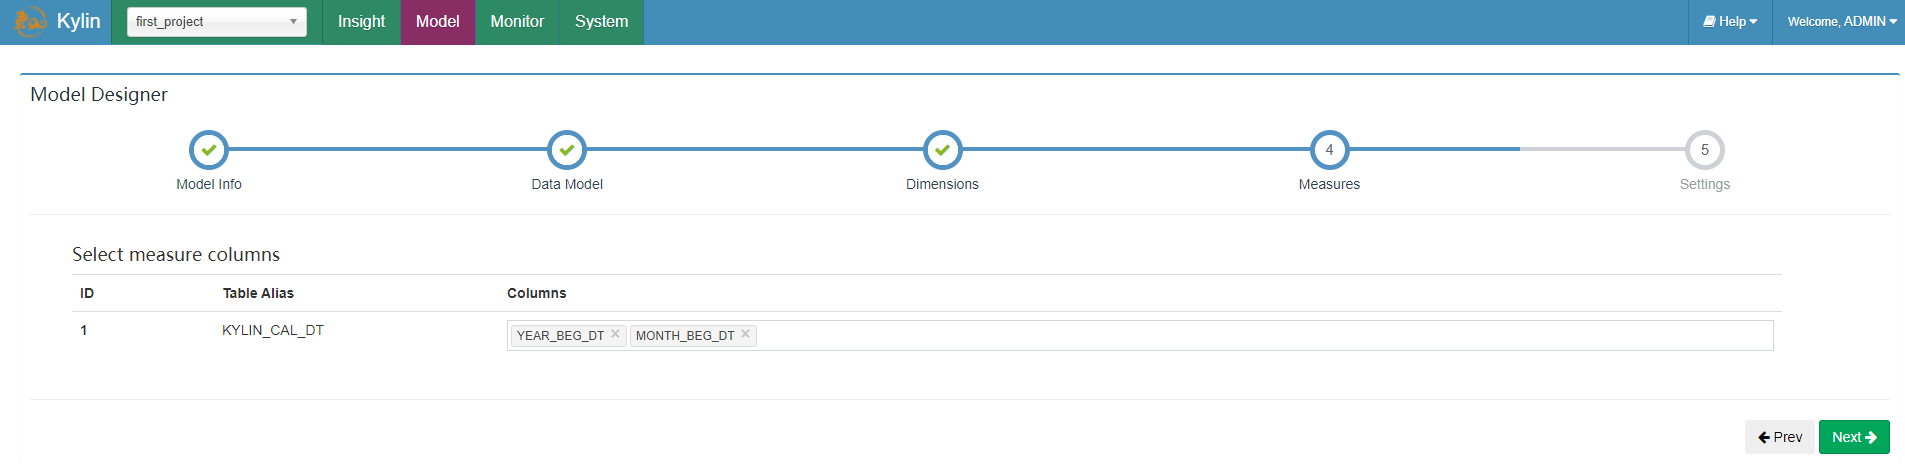 Kylin first_project Insight Model Monitor System Help Welcome, ADMIN
Model Designer
4 5
Model Info Data Model Dimensions Measures Settings
Select measure columns
ID Table Alias Columns
1 KYLIN_CAL_DT YEAR_BEG_DT × MONTH_BEG_DT ×
Prev Next